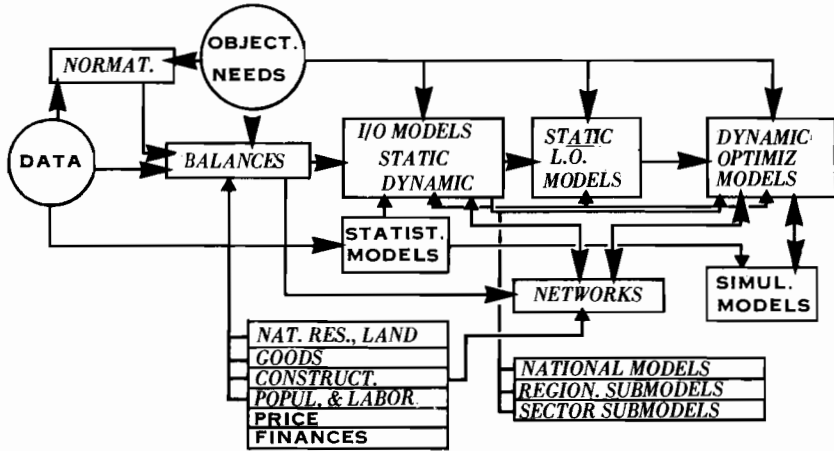 OBJECT.
NEEDS
NORMAT.
DATA
BALANCES
I/O MODELS
STATIC
DYNAMIC
STATIC
L.O.
MODELS
DYNAMIC
OPTIMIZ
MODELS
STATIST.
MODELS
NETWORKS
SIMUL.
MODELS
NAT. RES., LAND
GOODS
CONSTRUCT.
POPUL, & LABOR
PRICE
FINANCES
NATIONAL MODELS
REGION. SUBMODELS
SECTOR SUBMODELS